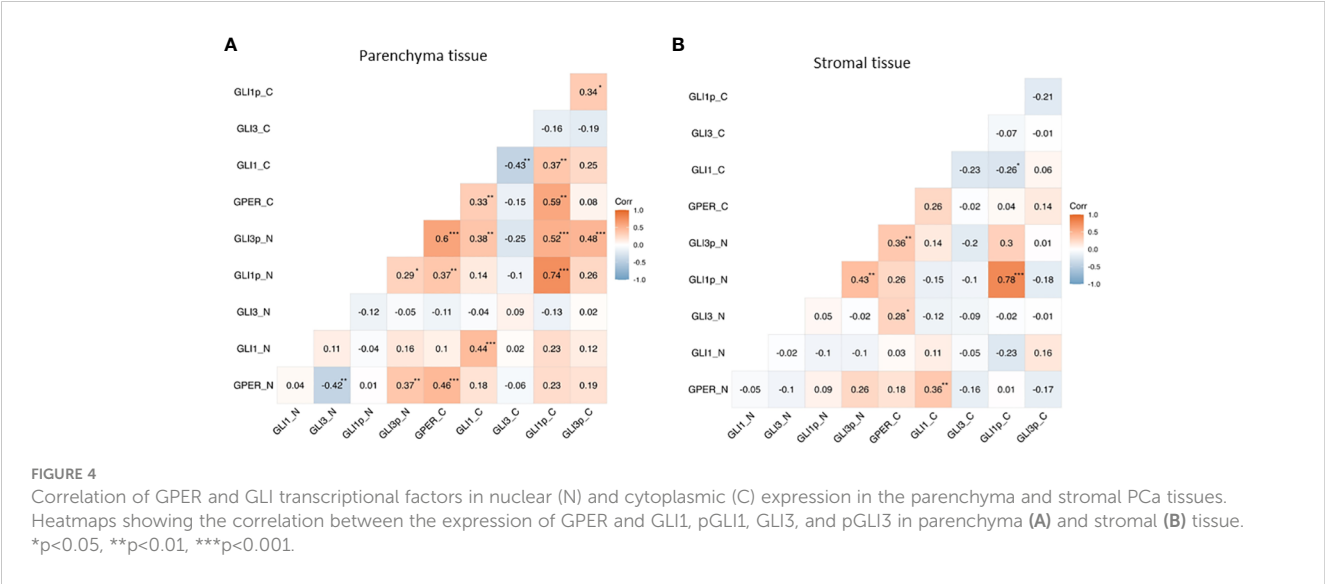 A
Parenchyma tissue
GLI1p_C 0.34*
GLI3_C -0.16 -0.19
GLI1_C -0.43** 0.37** 0.25
GPER_C 0.33** -0.15 0.59** 0.08
GLI3p_N 0.6*** 0.38** -0.25 0.52*** 0.48***
GLI1p_N 0.29* 0.37** 0.14 -0.1 0.74*** 0.26
GLI3_N -0.12 -0.05 -0.11 -0.04 0.09 -0.13 0.02
GLI1_N 0.11 -0.04 0.16 0.1 0.44*** 0.02 0.23 0.12
GPER_N 0.04 -0.42** 0.01 0.37** 0.46*** 0.18 -0.06 0.23 0.19
GLI1_N GLI3_N GLI1p_N GLI3p_N GPER_C GLI1_C GLI3_C GLI1p_C GLI3p_C
Corr
1.0
0.5
0.0
-0.5
-1.0
B
Stromal tissue
GLI1p_C -0.21
GLI3_C -0.07 -0.01
GLI1_C -0.23 -0.26* 0.06
GPER_C 0.26 -0.02 0.04 0.14
GLI3p_N 0.36** 0.14 -0.2 0.3 0.01
GLI1p_N 0.43** 0.26 -0.15 -0.1 0.78*** -0.18
GLI3_N 0.05 -0.02 0.28* -0.12 -0.09 -0.02 -0.01
GLI1_N -0.02 -0.1 -0.1 0.03 0.11 -0.05 -0.23 0.16
GPER_N -0.05 -0.1 0.09 0.26 0.18 0.36** -0.16 0.01 -0.17
GLI1_N GLI3_N GLI1p_N GLI3p_N GPER_C GLI1_C GLI3_C GLI1p_C GLI3p_C
Corr
1.0
0.5
0.0
-0.5
-1.0
FIGURE 4
Correlation of GPER and GLI transcriptional factors in nuclear (N) and cytoplasmic (C) expression in the parenchyma and stromal PCa tissues.
Heatmaps showing the correlation between the expression of GPER and GLI1, pGLI1, GLI3, and pGLI3 in parenchyma (A) and stromal (B) tissue.
*p<0.05, **p<0.01, ***p<0.001.